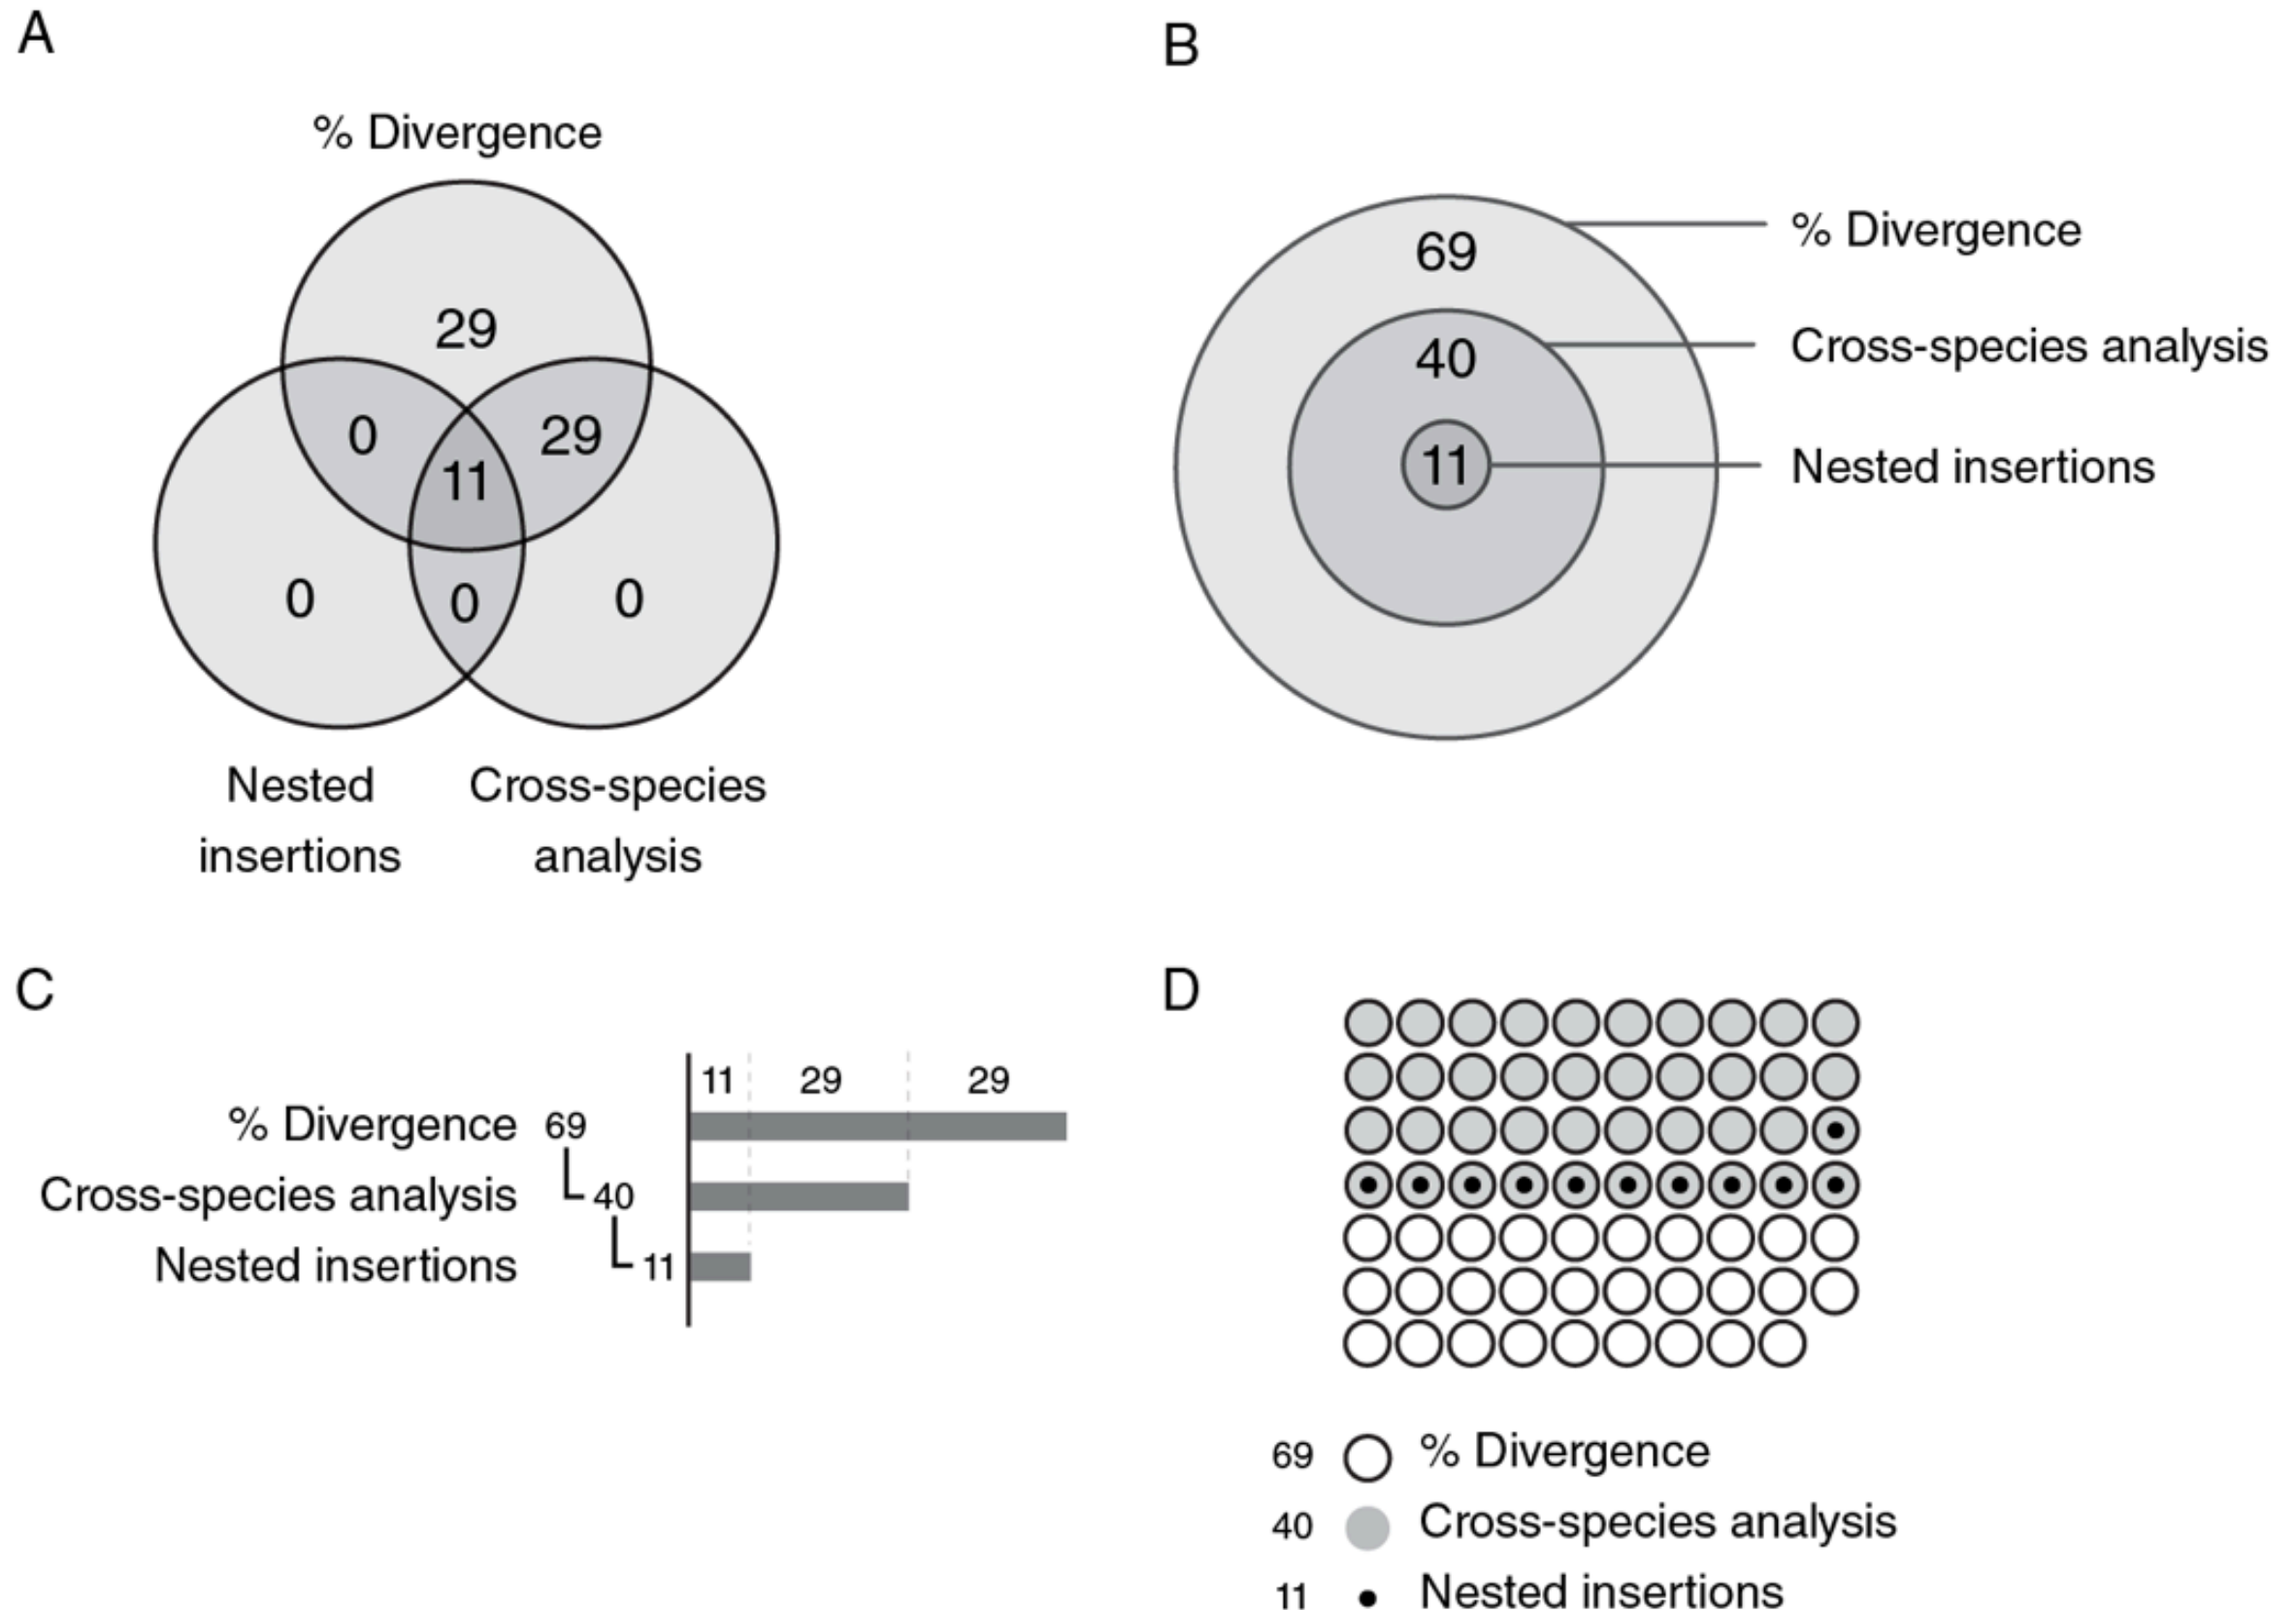 A
% Divergence
29
0
29
11
0
0
0
Nested
insertions
Cross-species
analysis
B
69
% Divergence
40
Cross-species analysis
11
Nested insertions
C
11 29 29
% Divergence 69
Cross-species analysis 40
Nested insertions 11
D
69 % Divergence
40 Cross-species analysis
11 Nested insertions